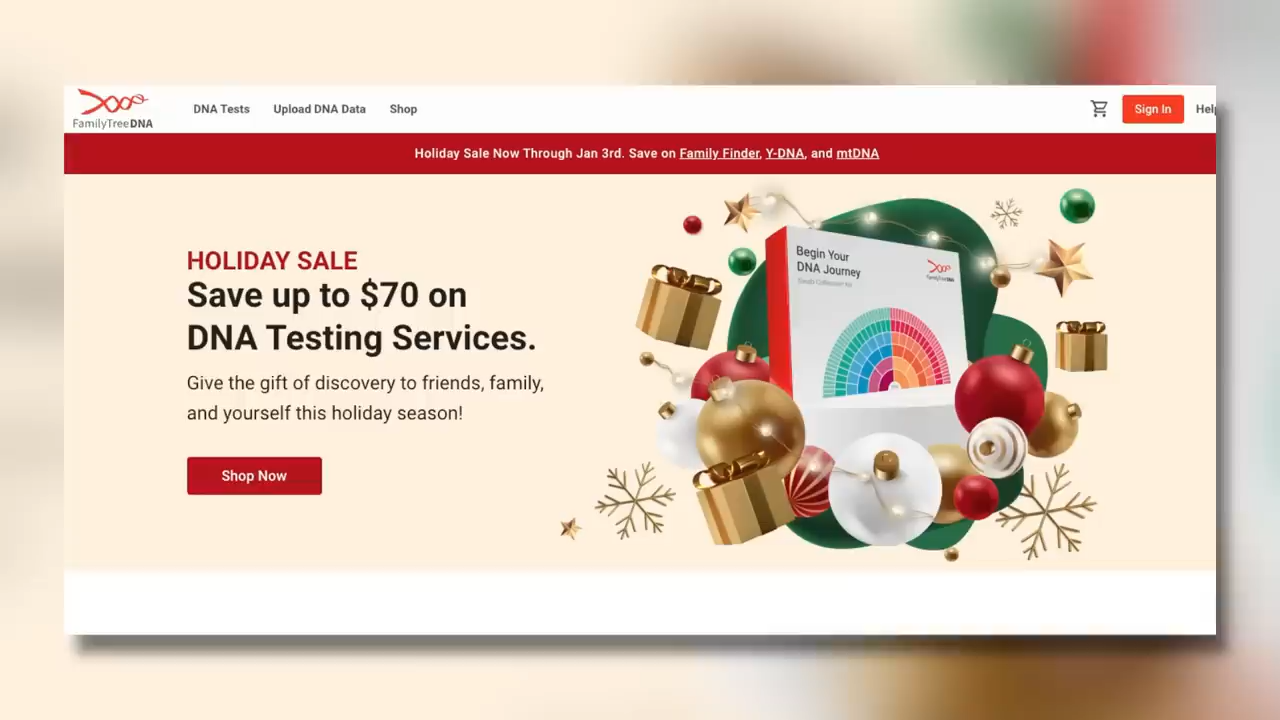 FamilyTreeDNA
DNA Tests
Upload DNA Data
Shop
Sign In
Help
Holiday Sale Now Through Jan 3rd. Save on Family Finder, Y-DNA, and mtDNA
HOLIDAY SALE
Save up to $70 on
DNA Testing Services.
Give the gift of discovery to friends, family,
and yourself this holiday season!
Shop Now
Begin Your
DNA Journey
FamilyTreeDNA